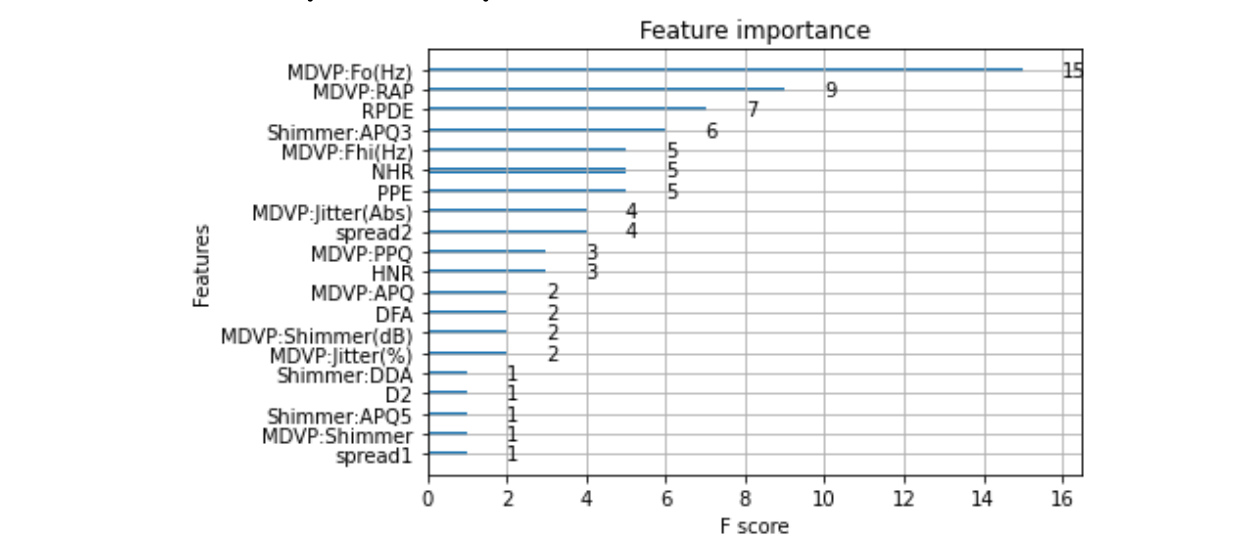 Feature importance
MDVP:Fo(Hz) 15
MDVP:RAP 9
RPDE 7
Shimmer:APQ3 6
MDVP:Fhi(Hz) 5
NHR 5
PPE 5
MDVP:Jitter(Abs) 4
spread2 4
MDVP:PPQ 3
HNR 3
MDVP:APQ 2
DFA 2
MDVP:Shimmer(dB) 2
MDVP:Jitter(%) 2
Shimmer:DDA 1
D2 1
Shimmer:APQ5 1
MDVP:Shimmer 1
spread1 1
Features
0 2 4 6 8 10 12 14 16
F score